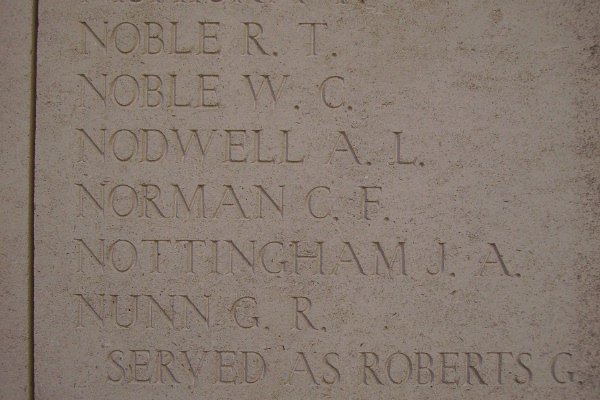 NOBLE R. T.
NOBLE W. C.
NODWELL A. L.
NORMAN C. F.
NOTTINGHAM J. A.
NUNN G. R.
SERVED AS ROBERTS G.